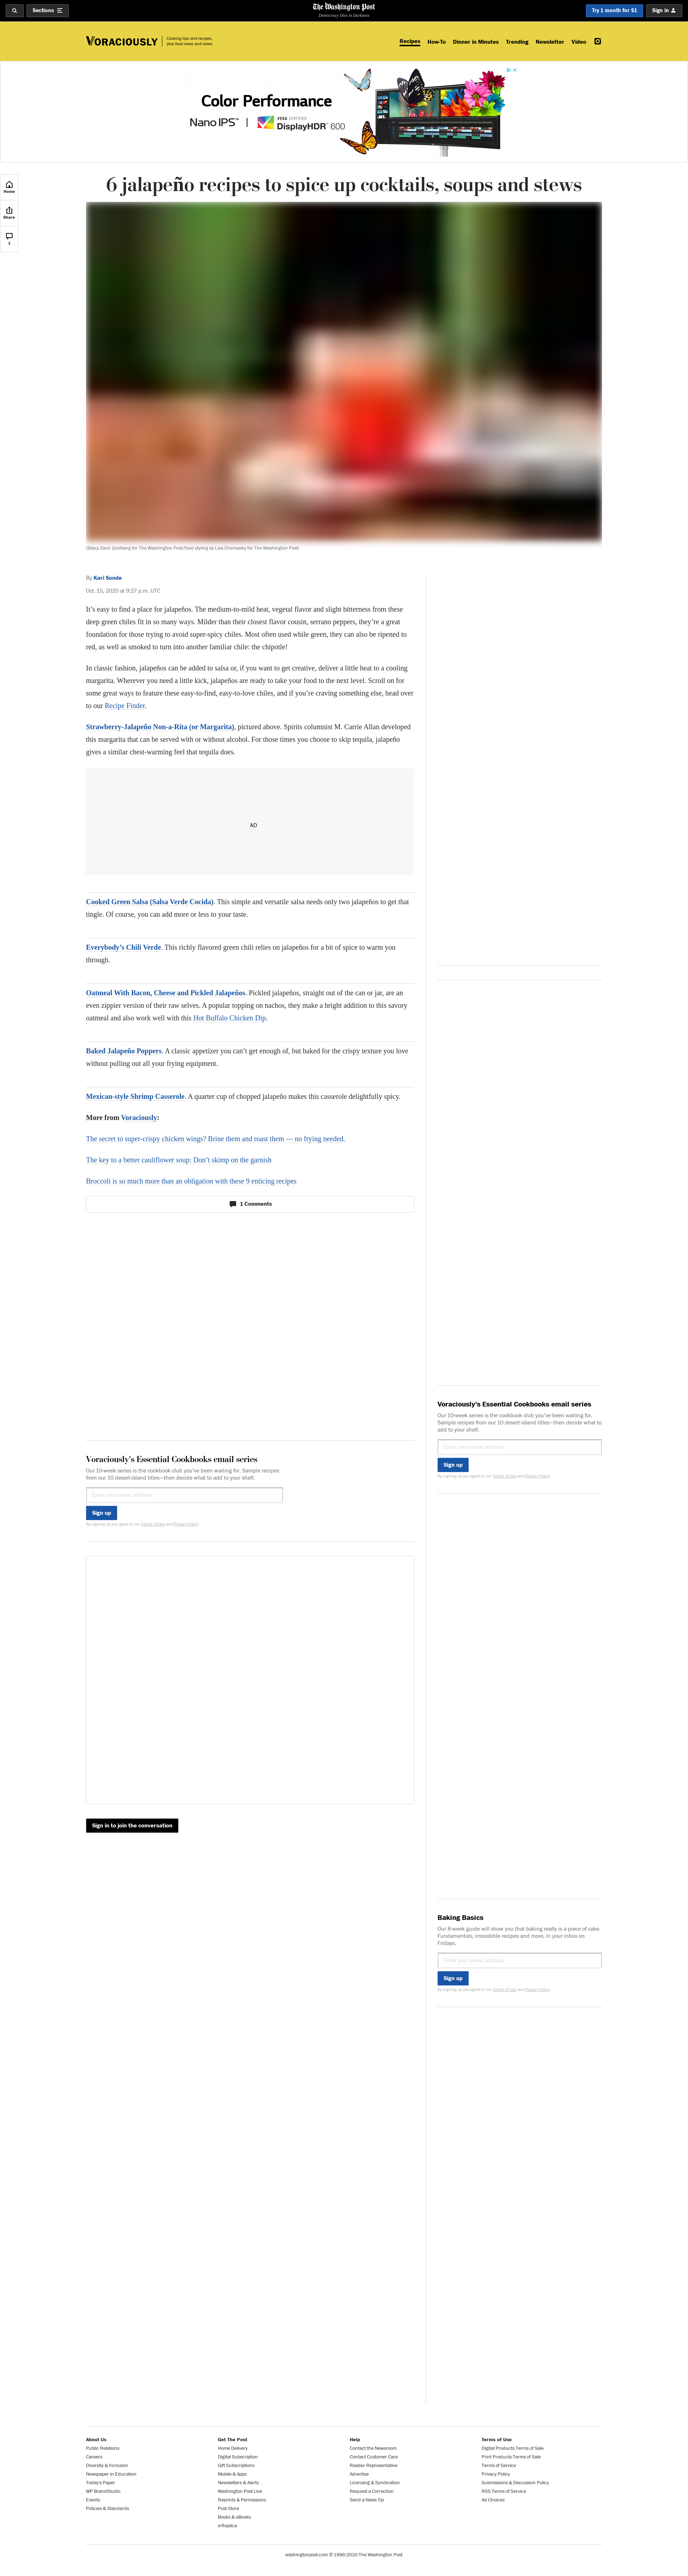 Sections
The Washington Post
Democracy Dies in Darkness
Try 1 month for $1
Sign in
VORACIOUSLY
Cooking tips and recipes,
plus food news and views.
Recipes
How-To
Dinner in Minutes
Trending
Newsletter
Video
Color Performance
Nano IPS™ | VESA CERTIFIED DisplayHDR™ 600
Home
Share
1
6 jalapeño recipes to spice up cocktails, soups and stews
(Stacy Zarin Goldberg for The Washington Post/food styling by Lisa Cherkasky for The Washington Post)
By Kari Sonde
Oct. 15, 2020 at 9:27 p.m. UTC
It’s easy to find a place for jalapeños. The medium-to-mild heat, vegetal flavor and slight bitterness from these
deep green chiles fit in so many ways. Milder than their closest flavor cousin, serrano peppers, they’re a great
foundation for those trying to avoid super-spicy chiles. Most often used while green, they can also be ripened to
red, as well as smoked to turn into another familiar chile: the chipotle!
In classic fashion, jalapeños can be added to salsa or, if you want to get creative, deliver a little heat to a cooling
margarita. Wherever you need a little kick, jalapeños are ready to take your food to the next level. Scroll on for
some great ways to feature these easy-to-find, easy-to-love chiles, and if you’re craving something else, head over
to our Recipe Finder.
Strawberry-Jalapeño Non-a-Rita (or Margarita), pictured above. Spirits columnist M. Carrie Allan developed
this margarita that can be served with or without alcohol. For those times you choose to skip tequila, jalapeño
gives a similar chest-warming feel that tequila does.
AD
Cooked Green Salsa (Salsa Verde Cocida). This simple and versatile salsa needs only two jalapeños to get that
tingle. Of course, you can add more or less to your taste.
Everybody’s Chili Verde. This richly flavored green chili relies on jalapeños for a bit of spice to warm you
through.
Oatmeal With Bacon, Cheese and Pickled Jalapeños. Pickled jalapeños, straight out of the can or jar, are an
even zippier version of their raw selves. A popular topping on nachos, they make a bright addition to this savory
oatmeal and also work well with this Hot Buffalo Chicken Dip.
Baked Jalapeño Poppers. A classic appetizer you can’t get enough of, but baked for the crispy texture you love
without pulling out all your frying equipment.
Mexican-style Shrimp Casserole. A quarter cup of chopped jalapeño makes this casserole delightfully spicy.
More from Voraciously:
The secret to super-crispy chicken wings? Brine them and roast them — no frying needed.
The key to a better cauliflower soup: Don’t skimp on the garnish
Broccoli is so much more than an obligation with these 9 enticing recipes
1 Comments
Voraciously’s Essential Cookbooks email series
Our 10-week series is the cookbook club you’ve been waiting for. Sample recipes
from our 10 desert-island titles—then decide what to add to your shelf.
Enter your email address
Sign up
By signing up you agree to our Terms of Use and Privacy Policy
Sign in to join the conversation
Voraciously’s Essential Cookbooks email series
Our 10-week series is the cookbook club you’ve been waiting for.
Sample recipes from our 10 desert-island titles—then decide what to
add to your shelf.
Enter your email address
Sign up
By signing up you agree to our Terms of Use and Privacy Policy
Baking Basics
Our 8-week guide will show you that baking really is a piece of cake.
Fundamentals, irresistible recipes and more, in your inbox on
Fridays.
Enter your email address
Sign up
By signing up you agree to our Terms of Use and Privacy Policy
About Us
Public Relations
Careers
Diversity & Inclusion
Newspaper in Education
Today’s Paper
WP BrandStudio
Events
Policies & Standards
Get The Post
Home Delivery
Digital Subscription
Gift Subscriptions
Mobile & Apps
Newsletters & Alerts
Washington Post Live
Reprints & Permissions
Post Store
Books & eBooks
e-Replica
Help
Contact the Newsroom
Contact Customer Care
Reader Representative
Advertise
Licensing & Syndication
Request a Correction
Send a News Tip
Terms of Use
Digital Products Terms of Sale
Print Products Terms of Sale
Terms of Service
Privacy Policy
Submissions & Discussion Policy
RSS Terms of Service
Ad Choices
washingtonpost.com © 1996-2020 The Washington Post